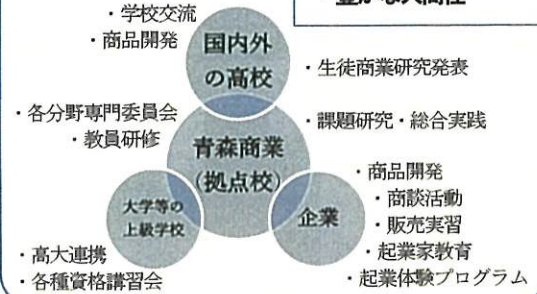 ・学校交流
・商品開発
国内外
の高校
・生徒商業研究発表
・各分野専門委員会
・教員研修
・課題研究・総合実践
青森商業
（拠点校）
・商品開発
・商談活動
・販売実習
・起業家教育
・起業体験プログラム
大学等の
上級学校
企業
・高大連携
・各種資格講習会